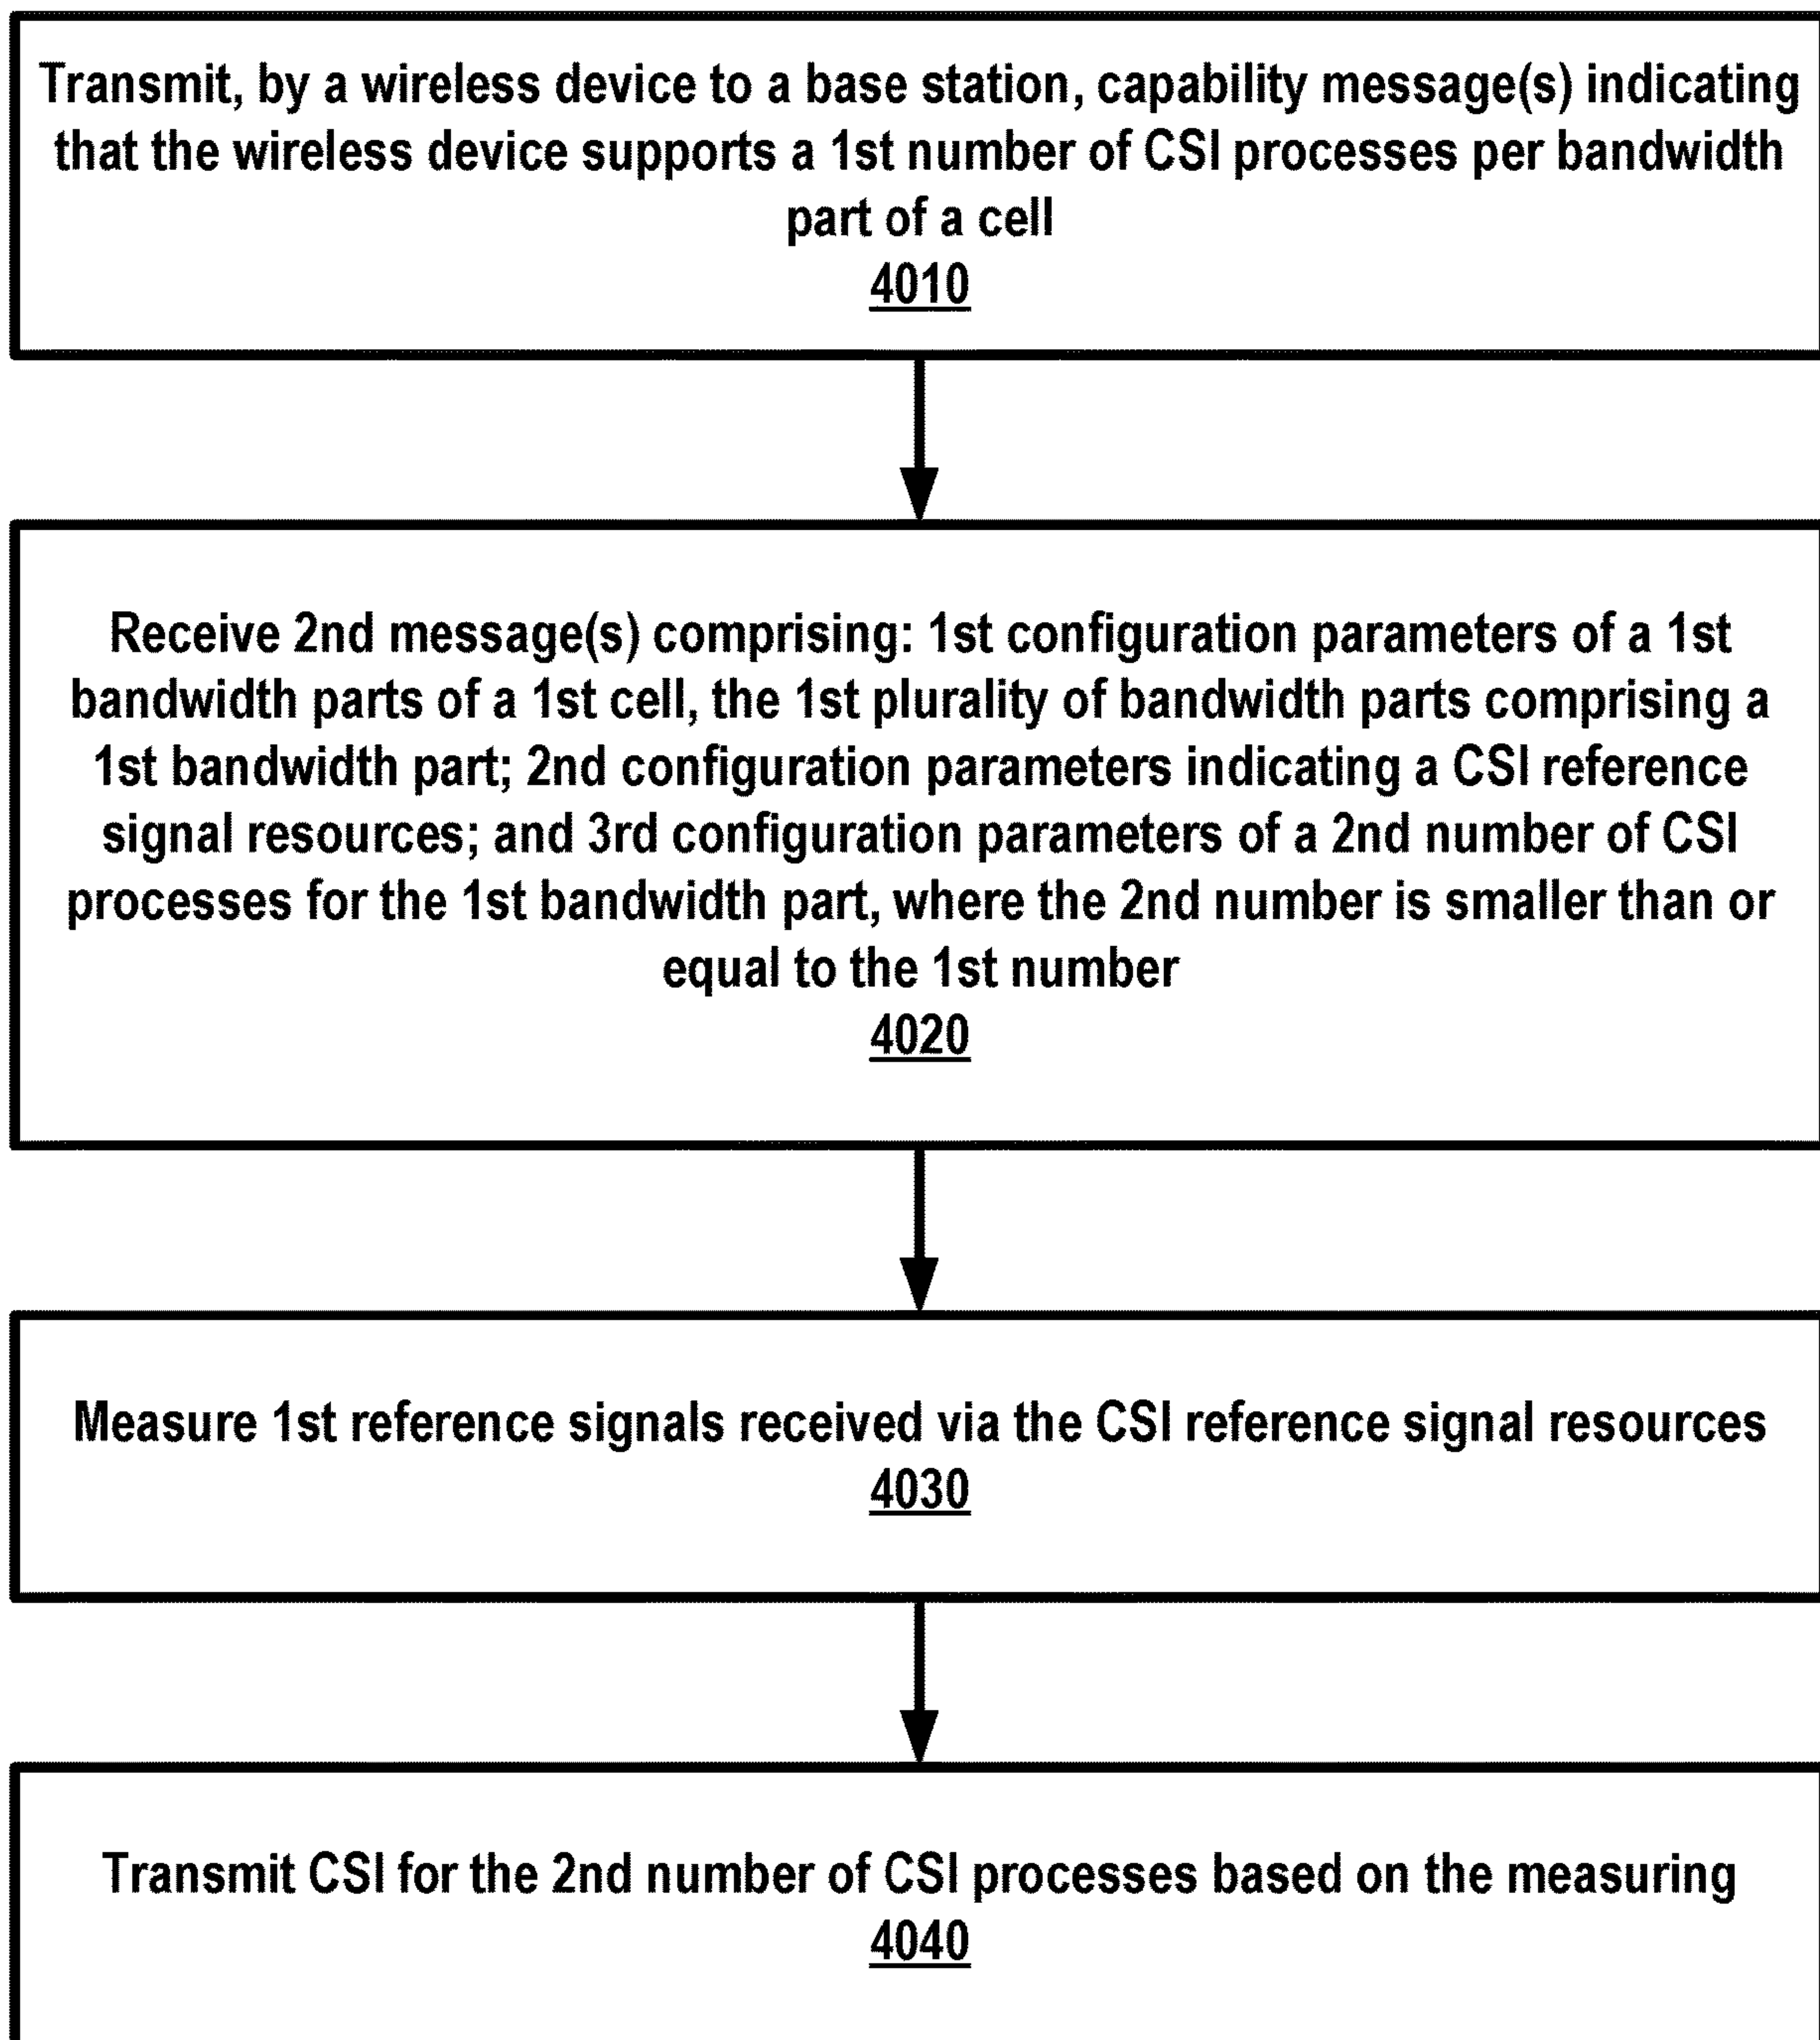 Transmit, by a wireless device to a base station, capability message(s) indicating
that the wireless device supports a 1st number of CSI processes per bandwidth
part of a cell
4010
Receive 2nd message(s) comprising: 1st configuration parameters of a 1st
bandwidth parts of a 1st cell, the 1st plurality of bandwidth parts comprising a
1st bandwidth part; 2nd configuration parameters indicating a CSI reference
signal resources; and 3rd configuration parameters of a 2nd number of CSI
processes for the 1st bandwidth part, where the 2nd number is smaller than or
equal to the 1st number
4020
Measure 1st reference signals received via the CSI reference signal resources
4030
Transmit CSI for the 2nd number of CSI processes based on the measuring
4040